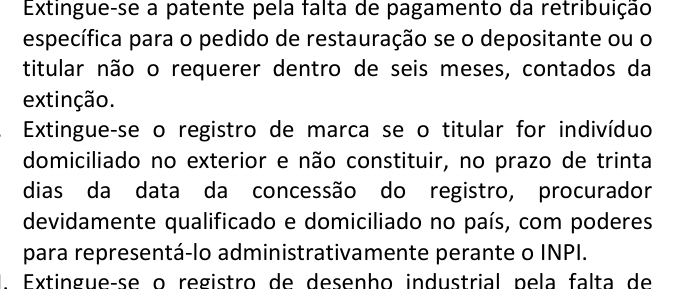 Extingue-se a patente pela falta de pagamento da retribuição
específica para o pedido de restauração se o depositante ou o
titular não o requerer dentro de seis meses, contados da
extinção.
. Extingue-se o registro de marca se o titular for indivíduo
domiciliado no exterior e não constituir, no prazo de trinta
dias da data da concessão do registro, procurador
devidamente qualificado e domiciliado no país, com poderes
para representá-lo administrativamente perante o INPI.
. Extingue-se o registro de desenho industrial pela falta de